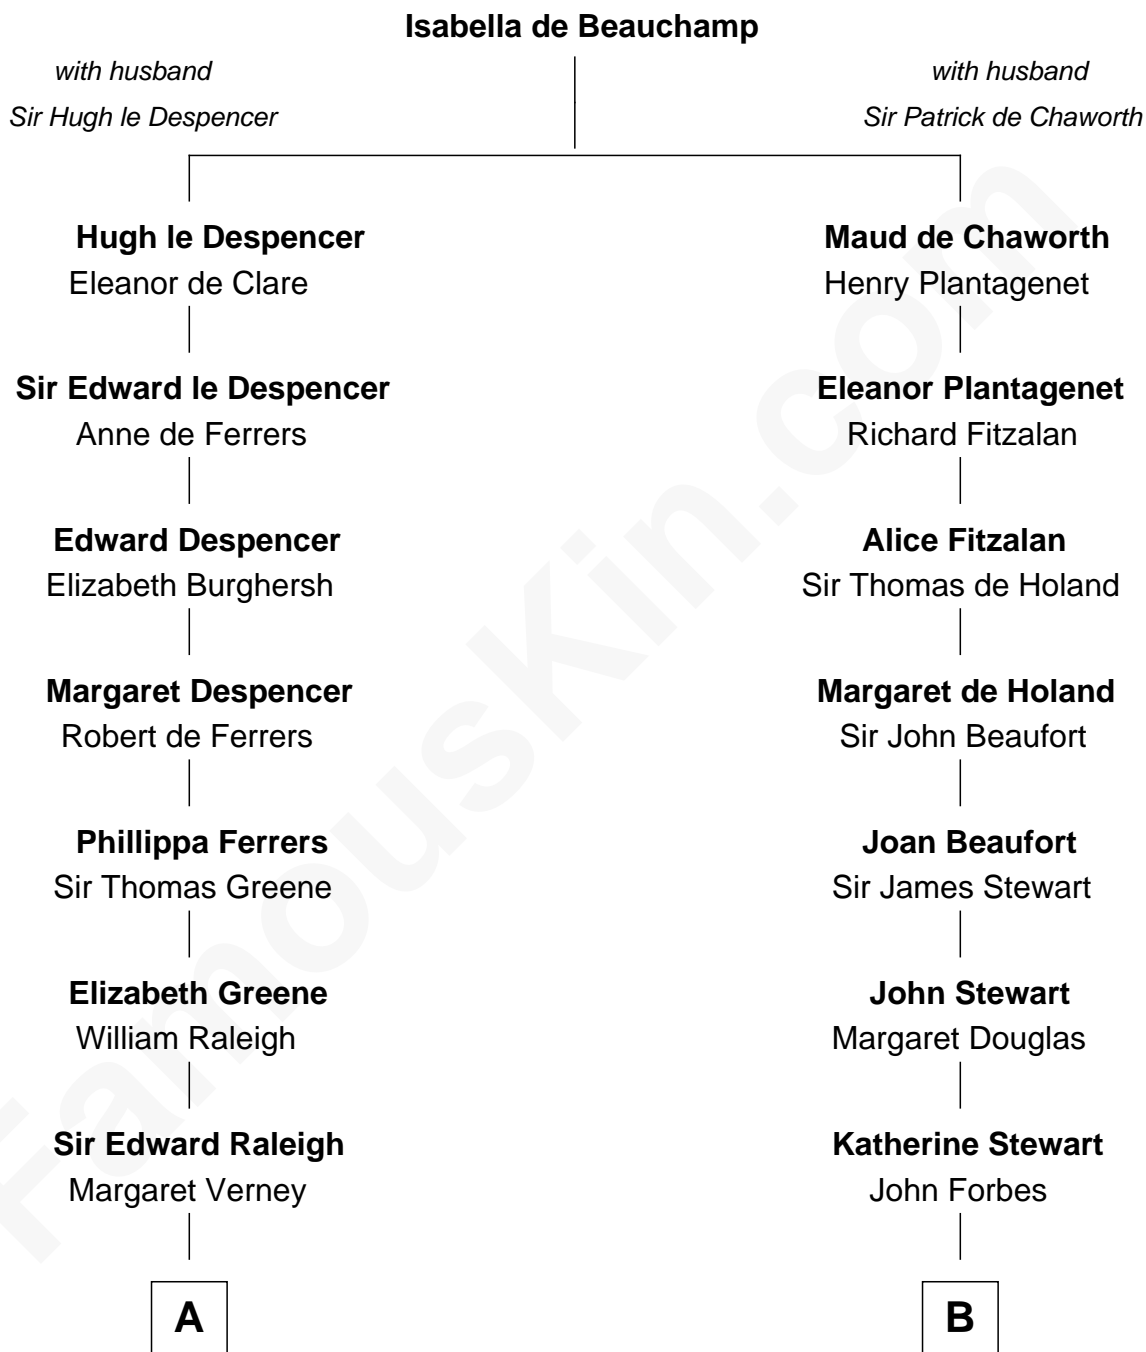 Isabella de Beauchamp
with husband
Sir Hugh le Despencer
with husband
Sir Patrick de Chaworth
Hugh le Despencer
Eleanor de Clare
Maud de Chaworth
Henry Plantagenet
Sir Edward le Despencer
Anne de Ferrers
Eleanor Plantagenet
Richard Fitzalan
Edward Despencer
Elizabeth Burghersh
Alice Fitzalan
Sir Thomas de Holand
Margaret Despencer
Robert de Ferrers
Margaret de Holand
Sir John Beaufort
Phillippa Ferrers
Sir Thomas Greene
Joan Beaufort
Sir James Stewart
Elizabeth Greene
William Raleigh
John Stewart
Margaret Douglas
Sir Edward Raleigh
Margaret Verney
Katherine Stewart
John Forbes
A
B
FamousKin.com